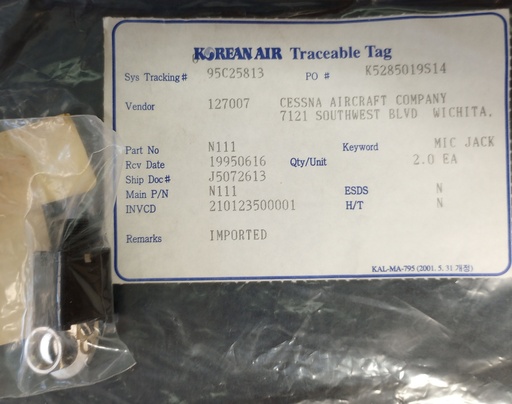 KOREAN AIR Traceable Tag
Sys Tracking# 95C25813 PO # K5285019S14
Vendor 127007 CESSNA AIRCRAFT COMPANY
7121 SOUTHWEST BLVD WICHITA,
Part No N111 Keyword MIC JACK
Rcv Date 19950616 Qty/Unit 2.0 EA
Ship Doc# J5072613
Main P/N N111 ESDS N
INVCD 210123500001 H/T N
Remarks IMPORTED
KAL-MA-795 (2001. 5. 31 개정)